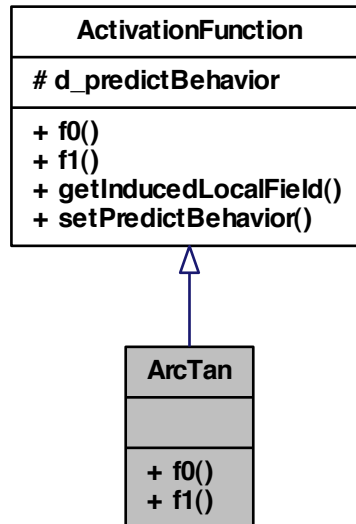 ActivationFunction
# d_predictBehavior
+ f0()
+ f1()
+ getInducedLocalField()
+ setPredictBehavior()
ArcTan
+ f0()
+ f1()